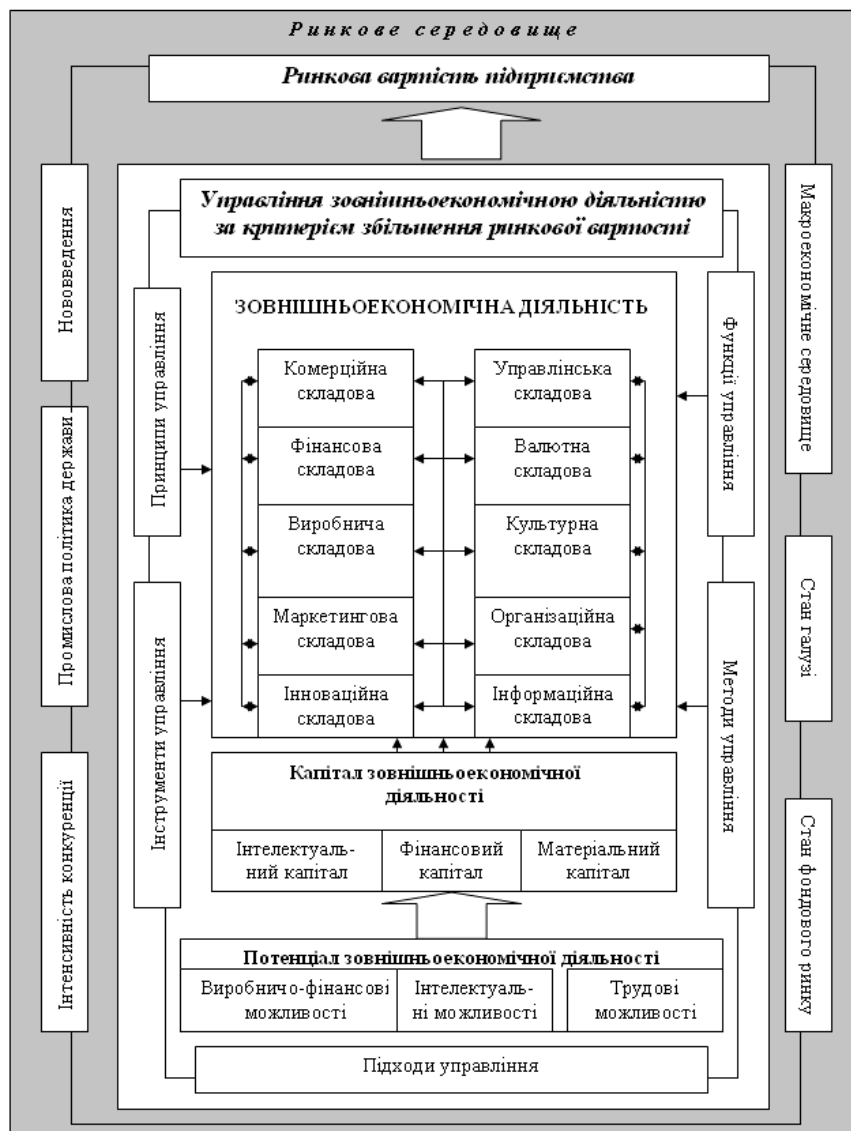 Ринкове середовище
Ринкова вартість підприємства
Управління зовнішньоекономічною діяльністю
за критерієм збільшення ринкової вартості
Нововведення
Промислова політика держави
Інтенсивність конкуренції
Принципи управління
Інструменти управління
ЗОВНІШНЬОЕКОНОМІЧНА ДІЯЛЬНІСТЬ
Комерційна
складова
Управлінська
складова
Фінансова
складова
Валютна
складова
Виробнича
складова
Культурна
складова
Маркетингова
складова
Організаційна
складова
Інноваційна
складова
Інформаційна
складова
Функції управління
Методи управління
Макроекономічне середовище
Стан галузі
Стан фондового ринку
Капітал зовнішньоекономічної
діяльності
Інтелектуаль-
ний капітал
Фінансовий
капітал
Матеріальний
капітал
Потенціал зовнішньоекономічної діяльності
Виробничо-фінансові
можливості
Інтелектуаль-
ні можливості
Трудові
можливості
Підходи управління